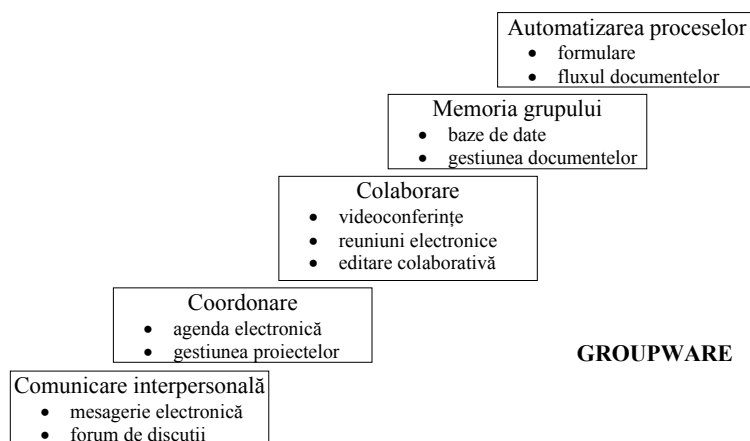 Automatizarea proceselor
• formulare
• fluxul documentelor
Memoria grupului
• baze de date
• gestiunea documentelor
Colaborare
• videoconferințe
• reuniuni electronice
• editare colaborativă
Coordonare
• agenda electronică
• gestiunea proiectelor
GROUPWARE
Comunicare interpersonală
• mesagerie electronică
• forum de discuții